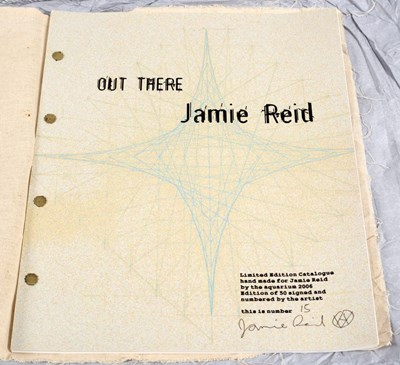 OUT THERE
Jamie Reid
Limited Edition Catalogue
hand made for Jamie Reid
by the aquarium 2006
Edition of 50 signed and
numbered by the artist
this is number 15
Jamie Reid